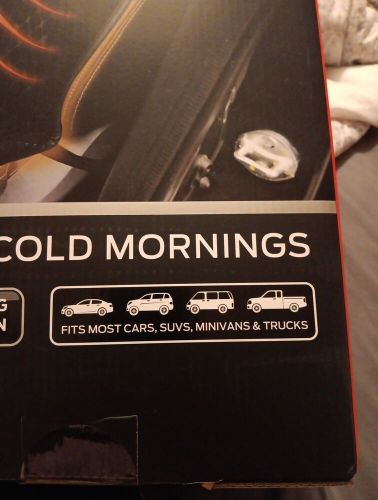 COLD MORNINGS
FITS MOST CARS, SUVS, MINIVANS & TRUCKS